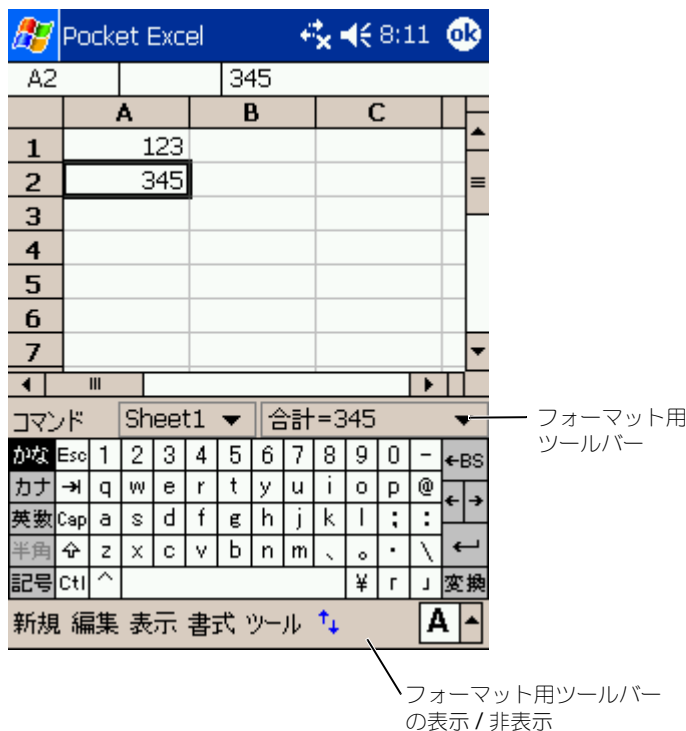 Pocket Excel 8:11 ok
A2 345
A B C
1 123
2 345
3
4
5
6
7
コマンド Sheet1 合計=345
フォーマット用
ツールバー
かな Esc 1 2 3 4 5 6 7 8 9 0 - ←BS
カナ →| q w e r t y u i o p @ ← →
英数 Cap a s d f g h j k l ; :
半角 z x c v b n m 、 。 ・ \
記号 Ctl ^ ¥ 「 」 変換
新規 編集 表示 書式 ツール A
フォーマット用ツールバー
の表示 / 非表示